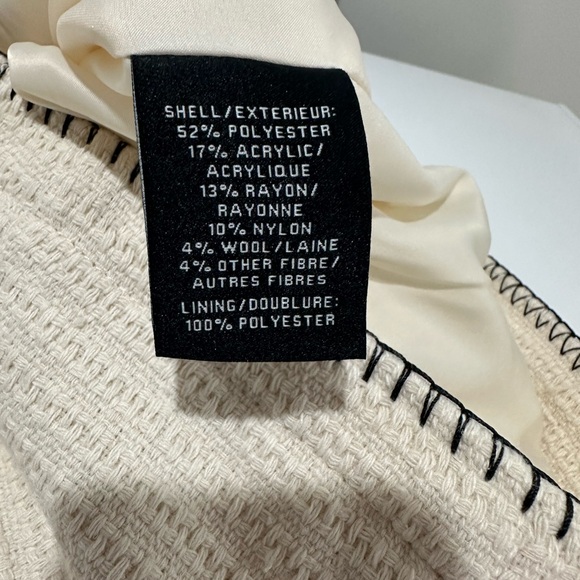 SHELL/EXTERIEUR:
52% POLYESTER
17% ACRYLIC/
ACRYLIQUE
13% RAYON/
RAYONNE
10% NYLON
4% WOOL/LAINE
4% OTHER FIBRE/
AUTRES FIBRES
LINING/DOUBLURE:
100% POLYESTER